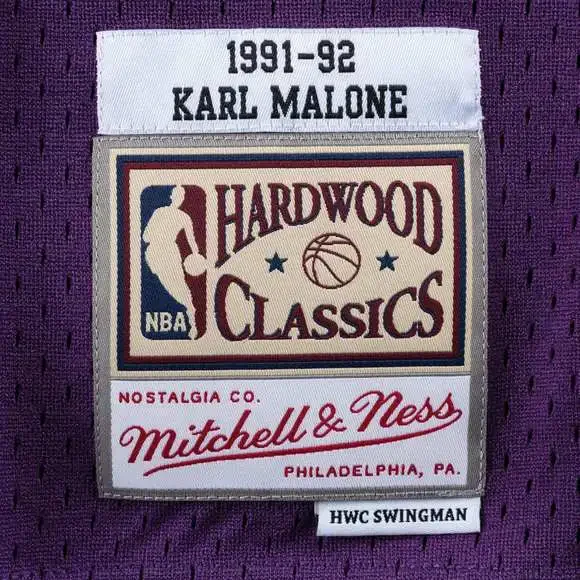 1991-92
KARL MALONE
HARDWOOD
CLASSICS
NBA
NOSTALGIA CO.
Mitchell & Ness
PHILADELPHIA, PA.
HWC SWINGMAN